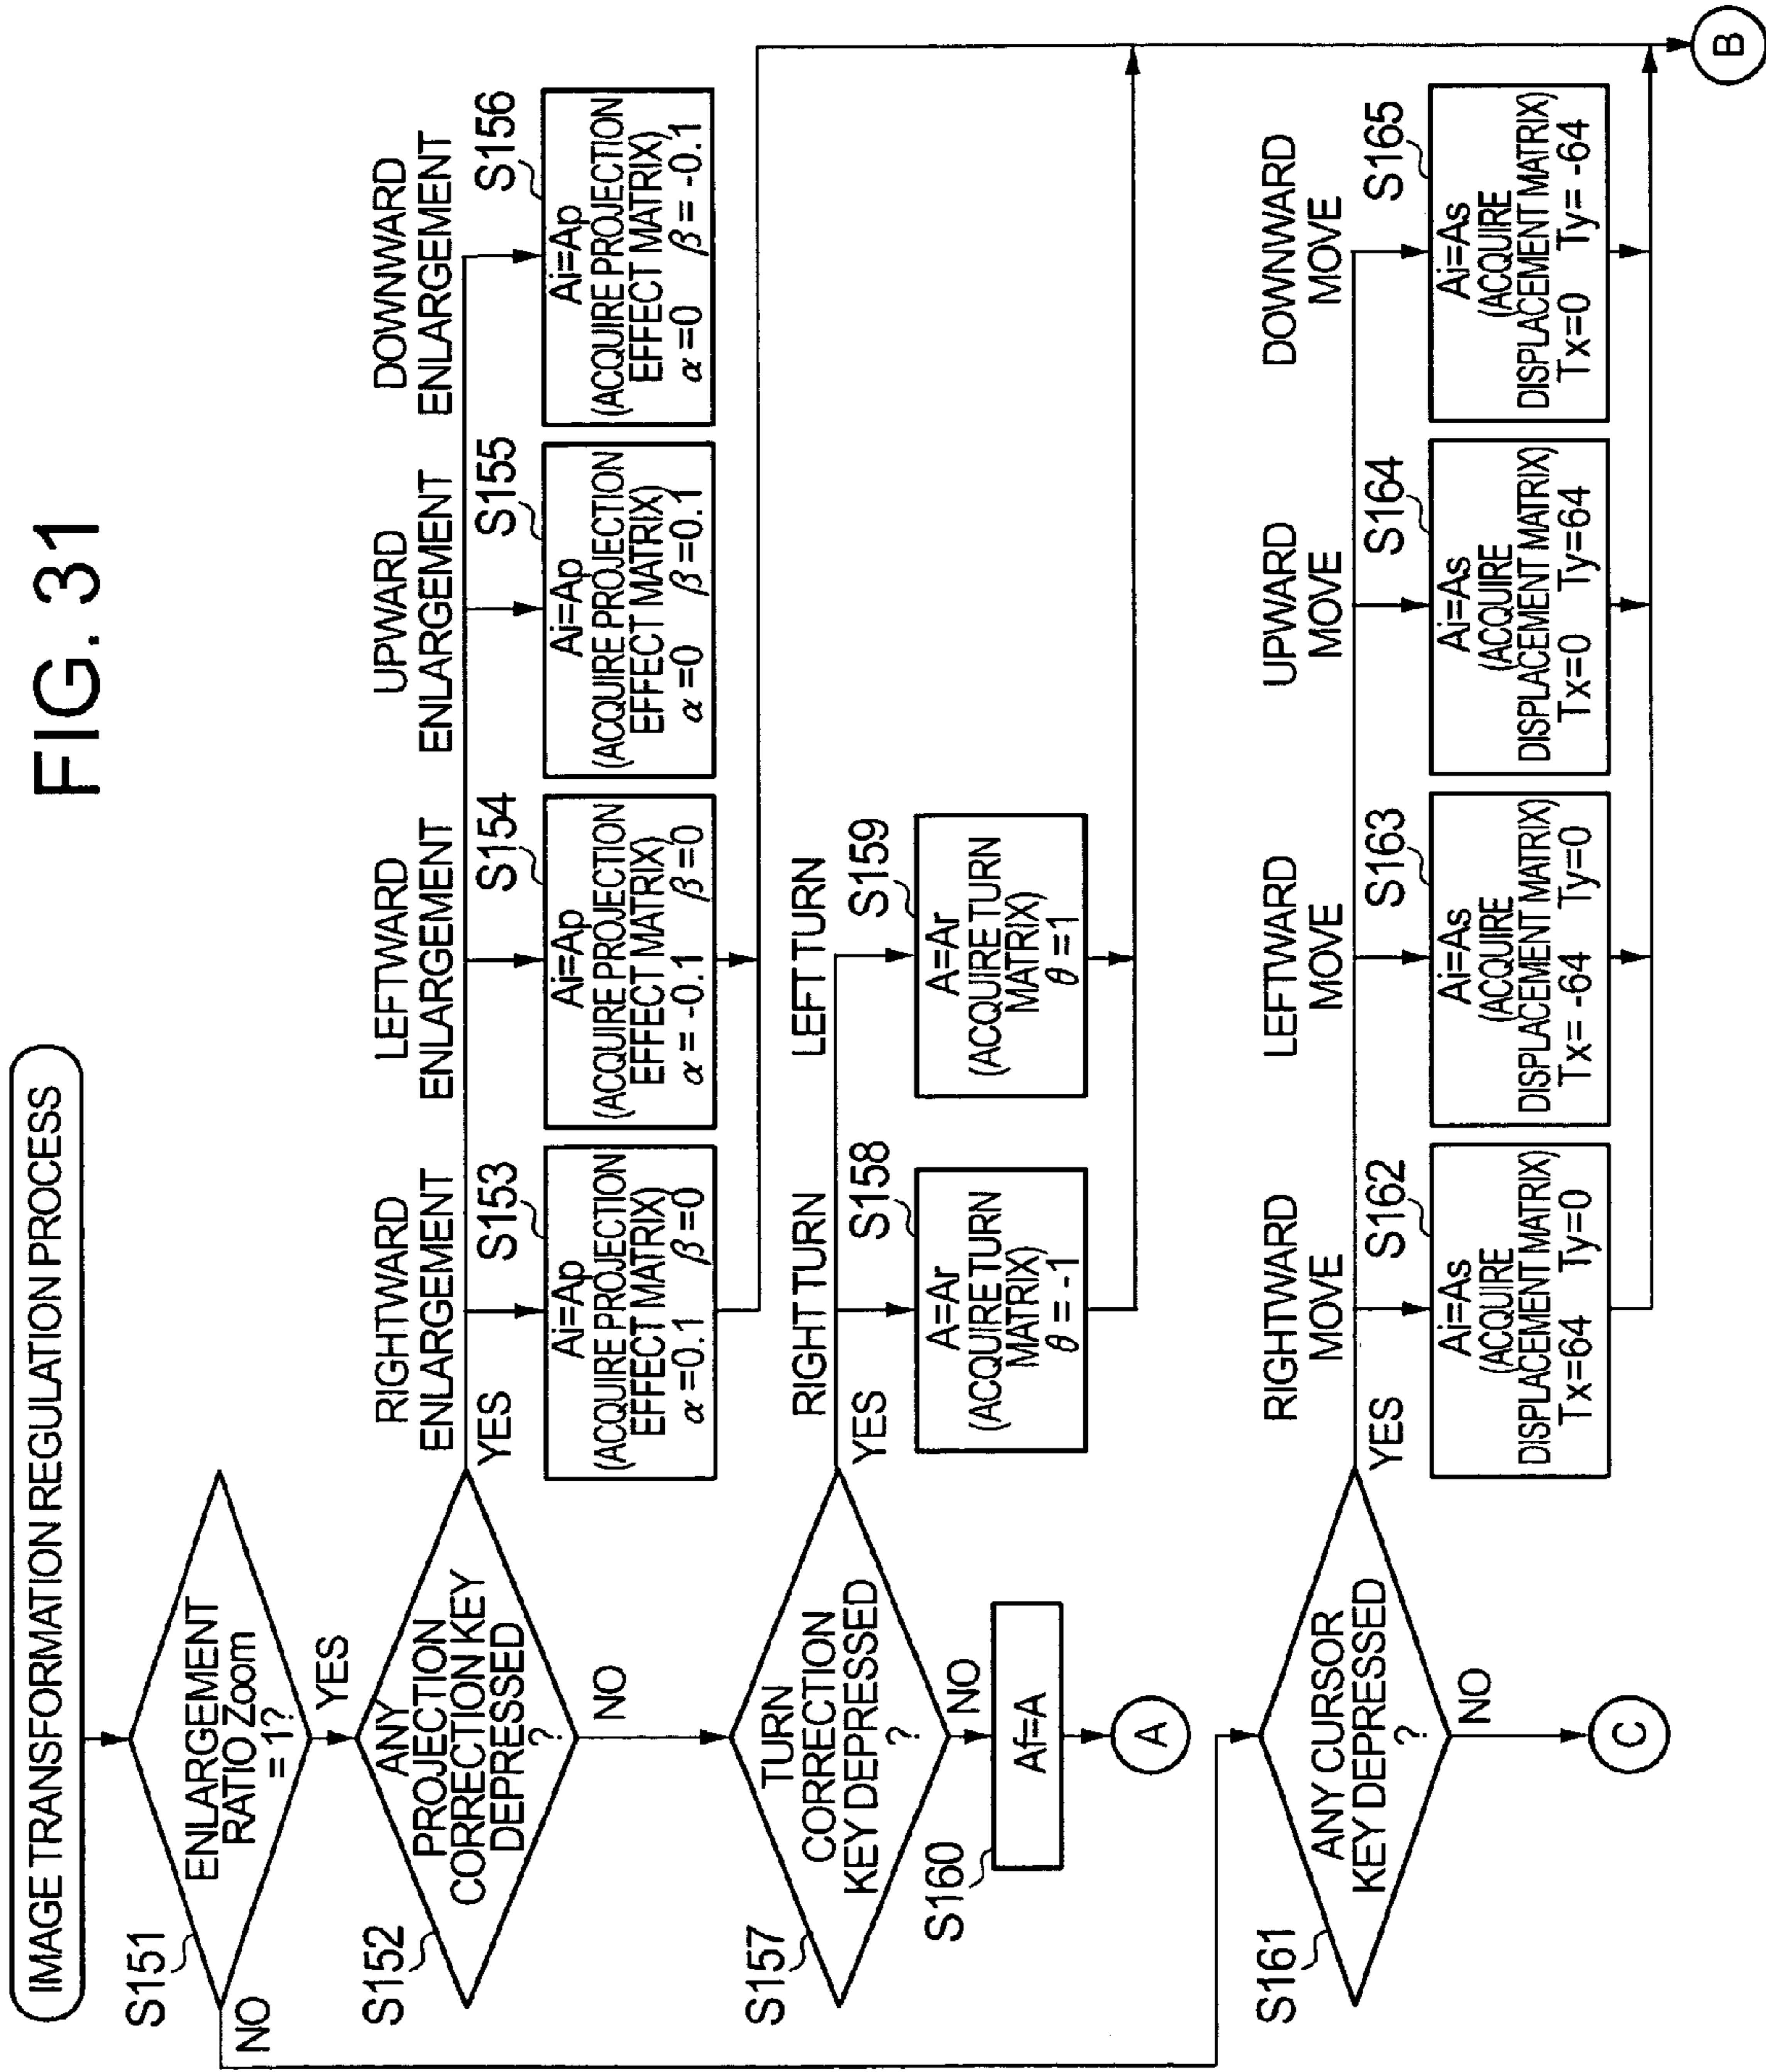 FIG. 31
IMAGE TRANSFORMATION REGULATION PROCESS
S151
ENLARGEMENT
RATIO Zoom
= 1?
NO
YES
S152
ANY
PROJECTION
CORRECTION KEY
DEPRESSED
?
YES
NO
RIGHTWARD
ENLARGEMENT
S153
Ai=Ap
(ACQUIRE PROJECTION
EFFECT MATRIX)
α=0.1 β=0
LEFTWARD
ENLARGEMENT
S154
Ai=Ap
(ACQUIRE PROJECTION
EFFECT MATRIX)
α= -0.1 β=0
UPWARD
ENLARGEMENT
S155
Ai=Ap
(ACQUIRE PROJECTION
EFFECT MATRIX)
α=0 β=0.1
DOWNWARD
ENLARGEMENT
S156
Ai=Ap
(ACQUIRE PROJECTION
EFFECT MATRIX)
α=0 β= -0.1
S157
TURN
CORRECTION
KEY DEPRESSED
?
YES
NO
RIGHT TURN
S158
A=Ar
(ACQUIRE TURN
MATRIX)
θ= -1
LEFT TURN
S159
A=Ar
(ACQUIRE TURN
MATRIX)
θ=1
S160
Af=A
A
S161
ANY CURSOR
KEY DEPRESSED
?
YES
NO
RIGHTWARD
MOVE
S162
Ai=As
(ACQUIRE
DISPLACEMENT MATRIX)
Tx=64 Ty=0
LEFTWARD
MOVE
S163
Ai=As
(ACQUIRE
DISPLACEMENT MATRIX)
Tx= -64 Ty=0
UPWARD
MOVE
S164
Ai=As
(ACQUIRE
DISPLACEMENT MATRIX)
Tx=0 Ty=64
DOWNWARD
MOVE
S165
Ai=As
(ACQUIRE
DISPLACEMENT MATRIX)
Tx=0 Ty= -64
C
B